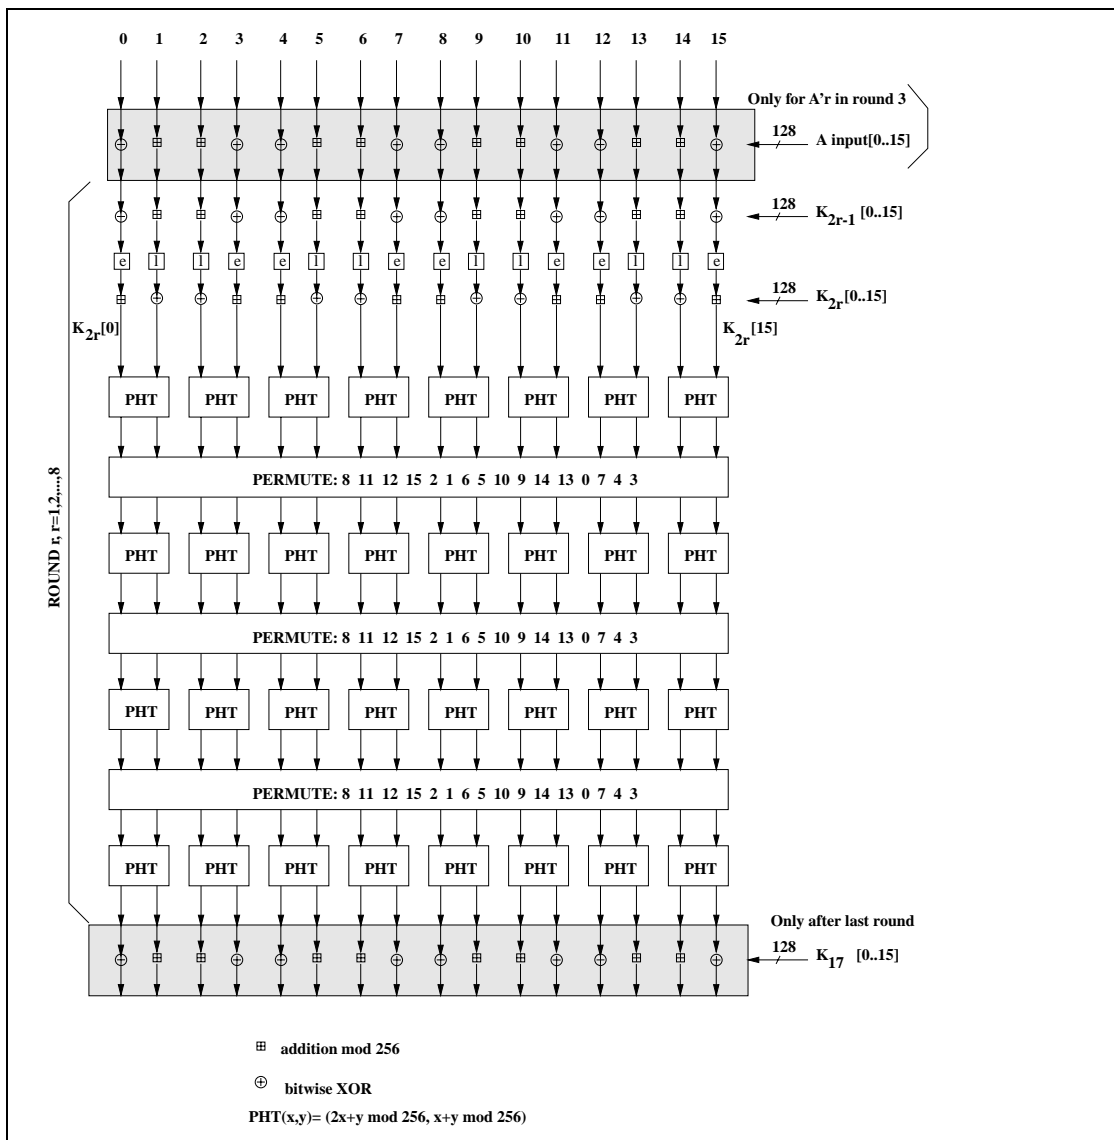 0 1 2 3 4 5 6 7 8 9 10 11 12 13 14 15
Only for A'r in round 3
128 A input[0..15]
128 K2r-1 [0..15]
e l l e e l l e e l l e e l l e
128 K2r[0..15]
K2r[0] K2r[15]
PHT PHT PHT PHT PHT PHT PHT PHT
PERMUTE: 8 11 12 15 2 1 6 5 10 9 14 13 0 7 4 3
PHT PHT PHT PHT PHT PHT PHT PHT
ROUND r, r=1,2,...,8
PERMUTE: 8 11 12 15 2 1 6 5 10 9 14 13 0 7 4 3
PHT PHT PHT PHT PHT PHT PHT PHT
PERMUTE: 8 11 12 15 2 1 6 5 10 9 14 13 0 7 4 3
PHT PHT PHT PHT PHT PHT PHT PHT
Only after last round
128 K17 [0..15]
addition mod 256
bitwise XOR
PHT(x,y)= (2x+y mod 256, x+y mod 256)